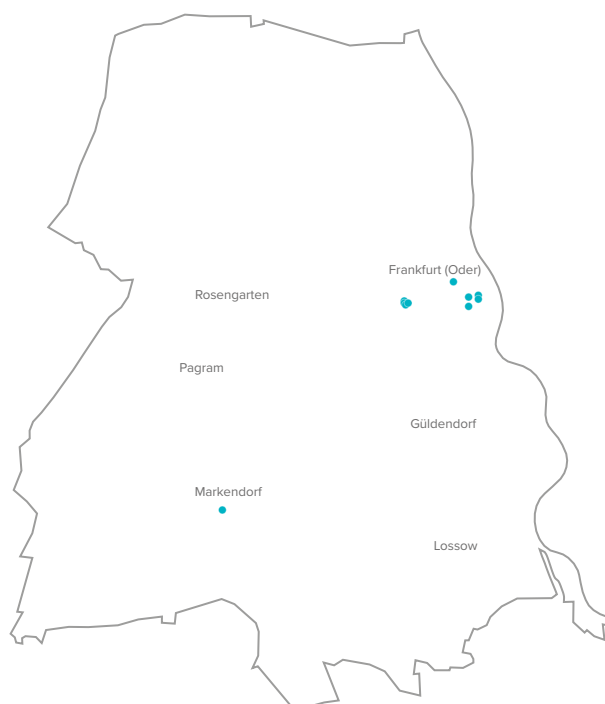 Frankfurt (Oder)
Rosengarten
Pagram
Güldendorf
Markendorf
Lossow